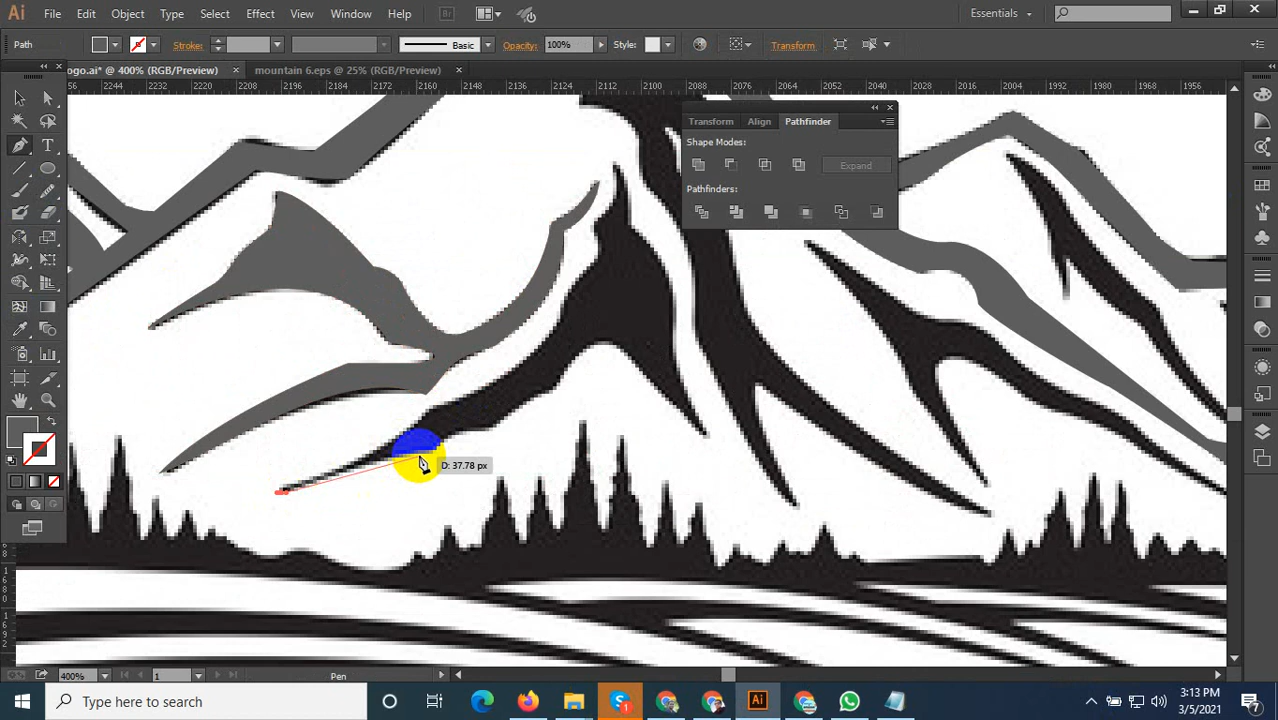 Ai File Edit Object Type Select Effect View Window Help Br Essentials
Path Stroke: Basic Opacity: 100% Style: Transform
ogo.ai* @ 400% (RGB/Preview) × mountain 6.eps @ 25% (RGB/Preview) ×
56 2244 2232 2220 2208 2196 2184 2172 2160 2148 2136 2124 2112 2100 2088 2076 2064 2052 2040 2028 2016 2004 1992 1980 1968 1956
Transform Align Pathfinder
Shape Modes:
Expand
Pathfinders:
D: 37.78 px
400% 1 Pen
Type here to search
Ai
3:13 PM
3/5/2021